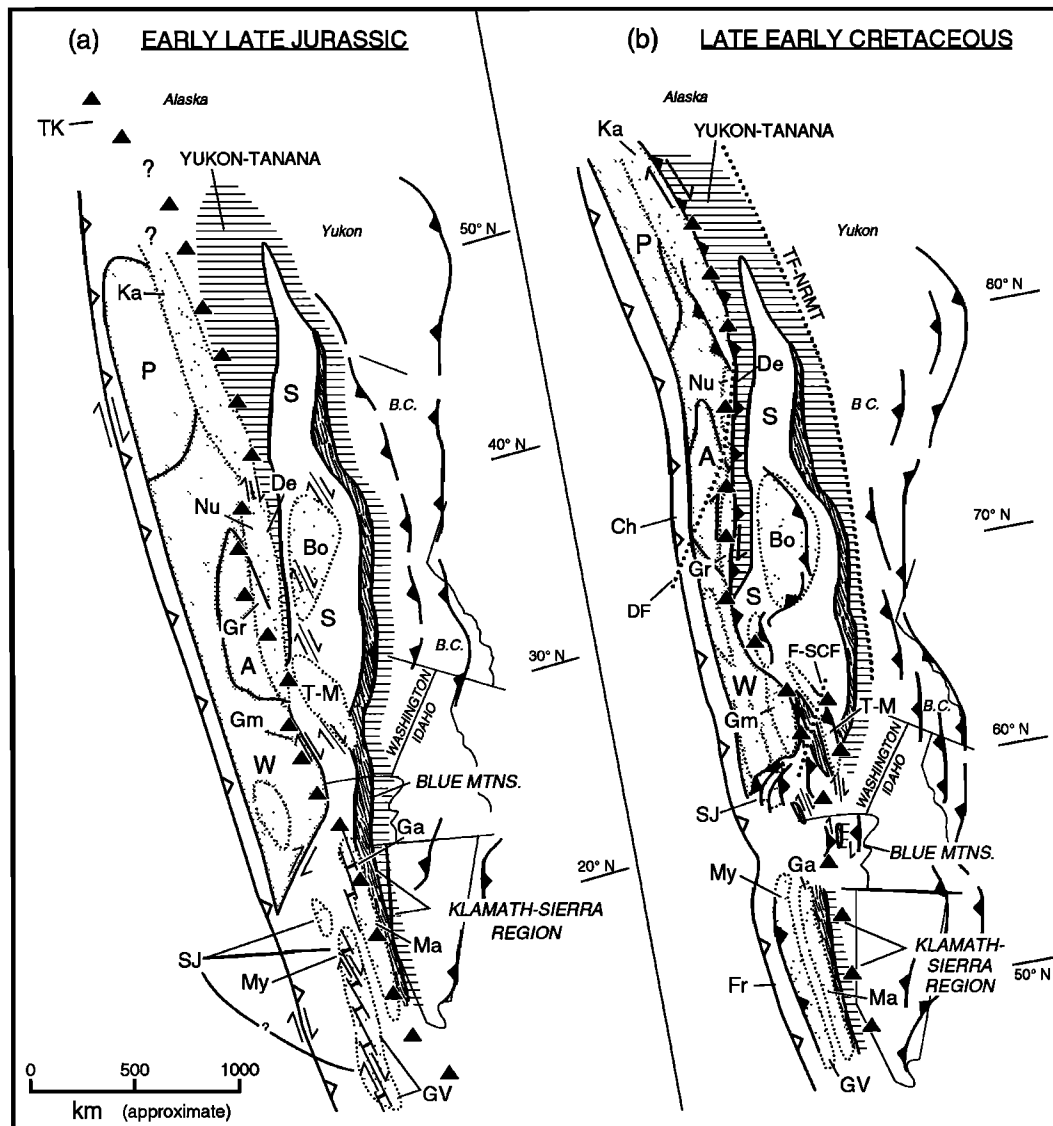 (a) EARLY LATE JURASSIC
Alaska
TK
?
YUKON-TANANA
?
Yukon
50° N
Ka
P
S
B.C.
40° N
De
Nu
Bo
S
Gr
B.C.
A
30° N
T-M
Gm
WASHINGTON
IDAHO
W
BLUE MTNS.
Ga
20° N
KLAMATH-SIERRA
REGION
Ma
SJ
My
?
GV
0 500 1000
km (approximate)
(b) LATE EARLY CRETACEOUS
Alaska
Ka
YUKON-TANANA
Yukon
P
TF-NRMT
80° N
Nu
De
S
B.C.
A
Ch
70° N
Bo
Gr
DF
S
F-SCF
W
T-M
B.C.
Gm
WASHINGTON
IDAHO
60° N
SJ
BLUE MTNS.
My
Ga
KLAMATH-
SIERRA
REGION
50° N
Fr
Ma
GV